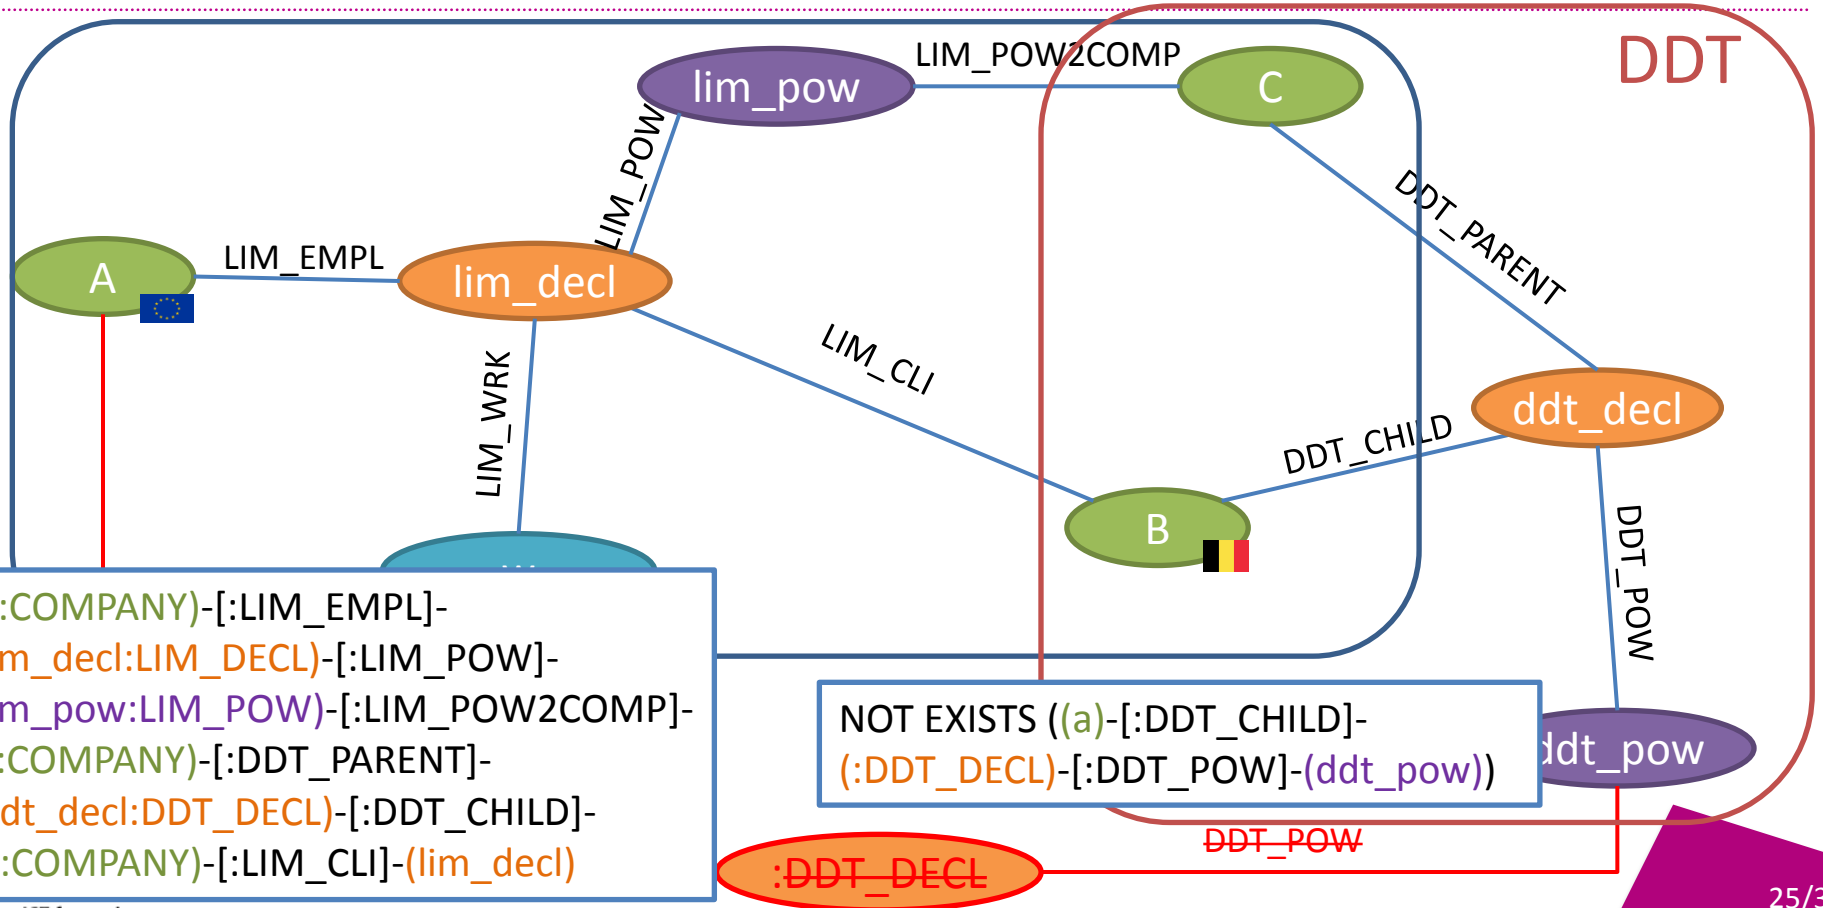 DDT
LIM_POW2COMP
lim_pow
C
LIM_POW
DDT_PARENT
A
LIM_EMPL
lim_decl
LIM_CLI
LIM_WRK
ddt_decl
DDT_CHILD
B
DDT_POW
:COMPANY)-[:LIM_EMPL]-
m_decl:LIM_DECL)-[:LIM_POW]-
m_pow:LIM_POW)-[:LIM_POW2COMP]-
:COMPANY)-[:DDT_PARENT]-
dt_decl:DDT_DECL)-[:DDT_CHILD]-
:COMPANY)-[:LIM_CLI]-(lim_decl)
NOT EXISTS ((a)-[:DDT_CHILD]-
(:DDT_DECL)-[:DDT_POW]-(ddt_pow))
ddt_pow
DDT_POW
:DDT_DECL
25/3